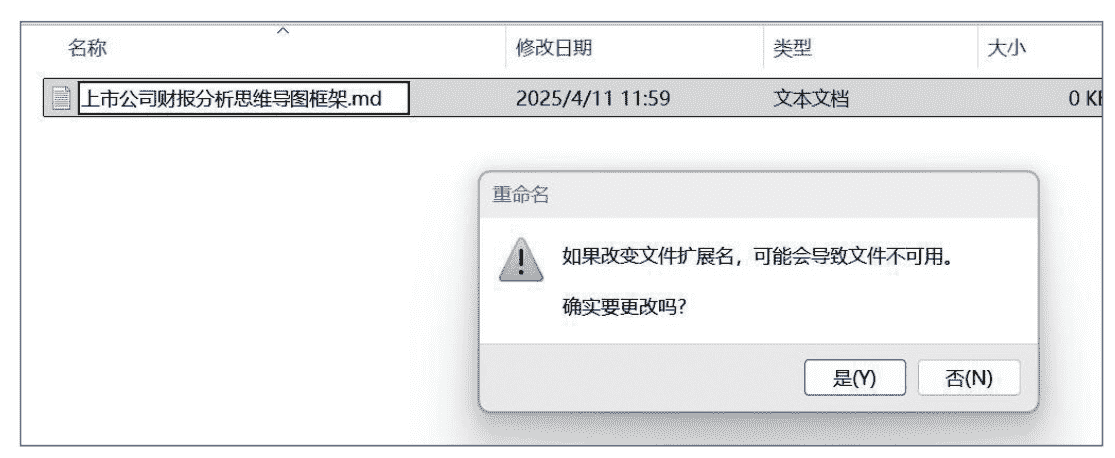 名称 修改日期 类型 大小
上市公司财报分析思维导图框架.md 2025/4/11 11:59 文本文档 0 KB
重命名
如果改变文件扩展名，可能会导致文件不可用。
确实要更改吗?
是(Y) 否(N)